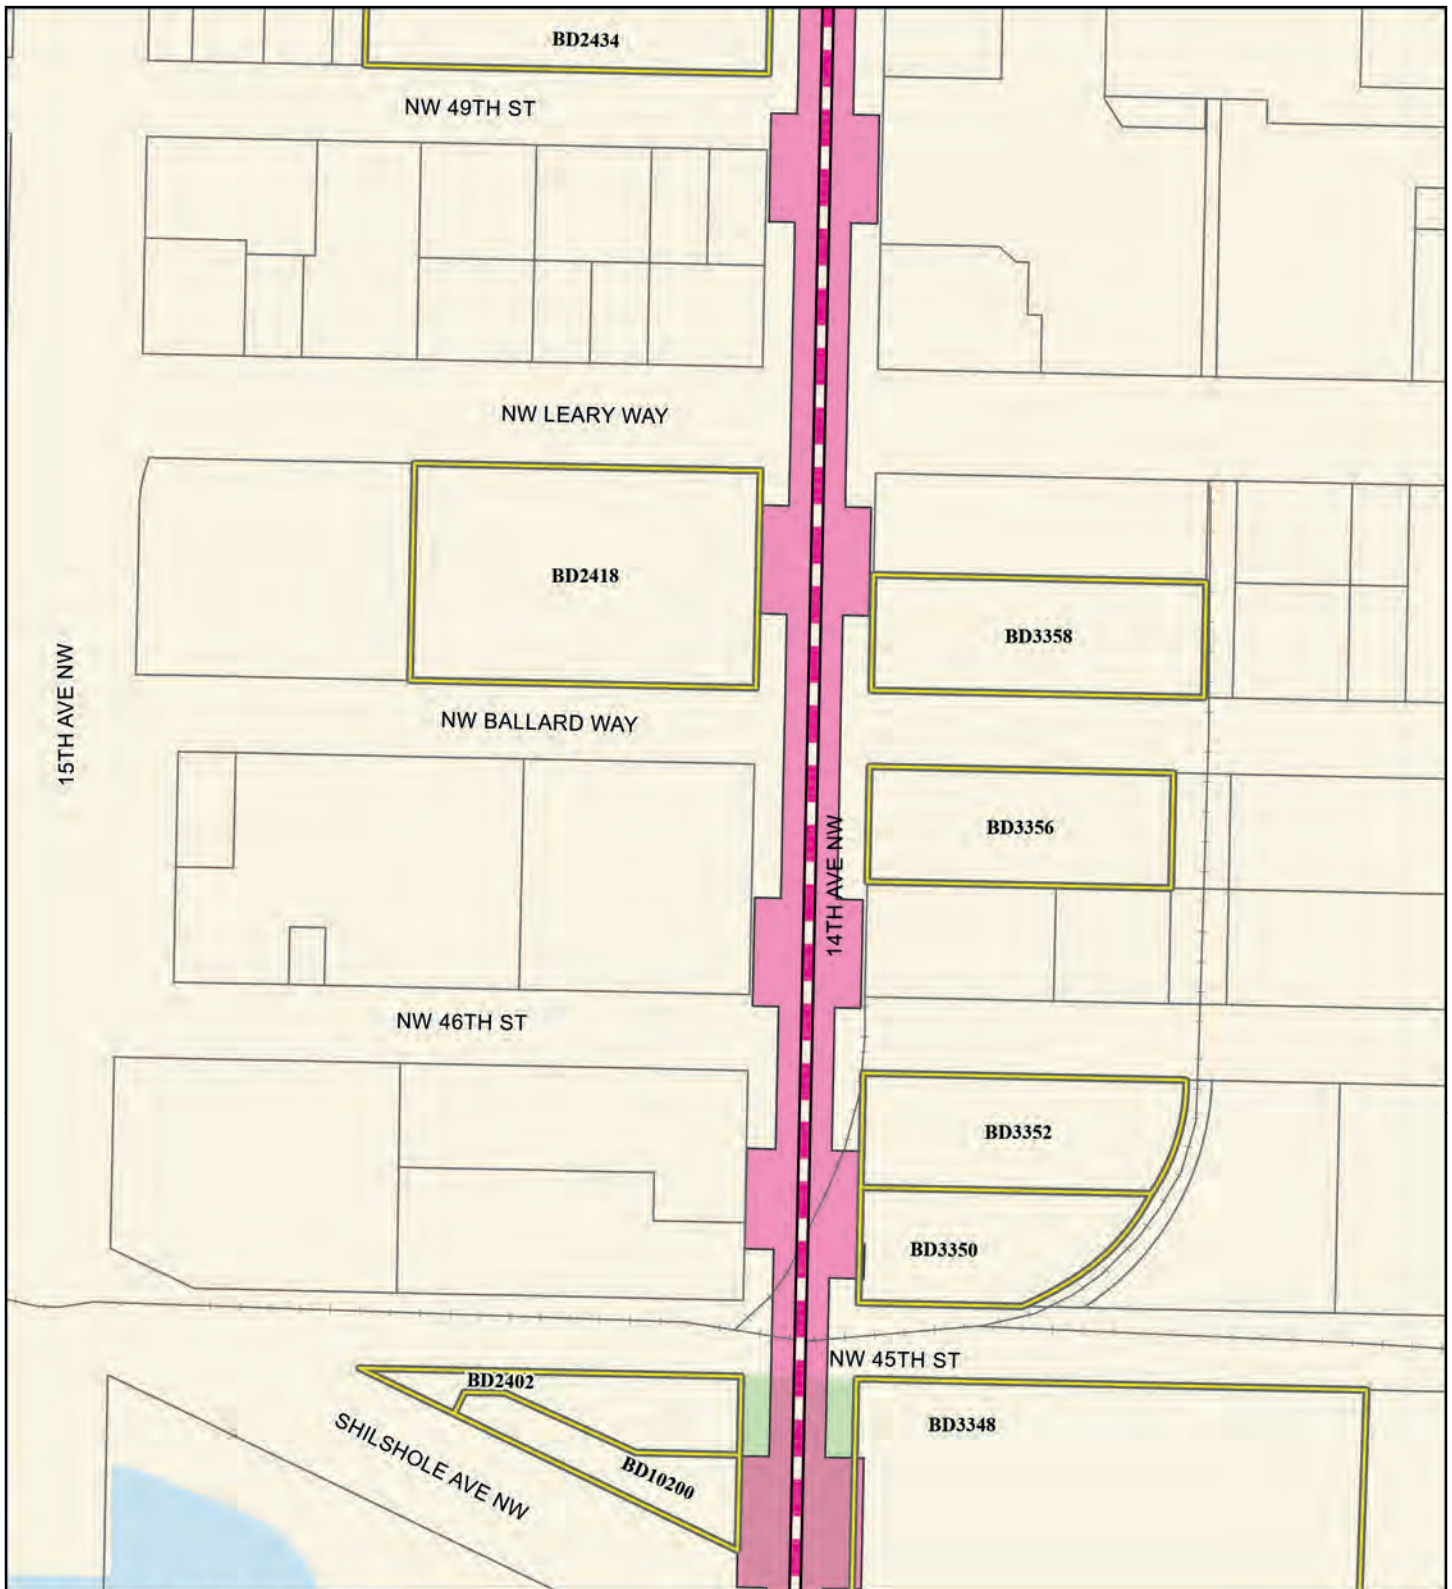 BD2434
NW 49TH ST
NW LEARY WAY
BD2418
BD3358
15TH AVE NW
NW BALLARD WAY
BD3356
14TH AVE NW
NW 46TH ST
BD3352
BD3350
NW 45TH ST
BD2402
BD3348
SHILSHOLE AVE NW
BD10200